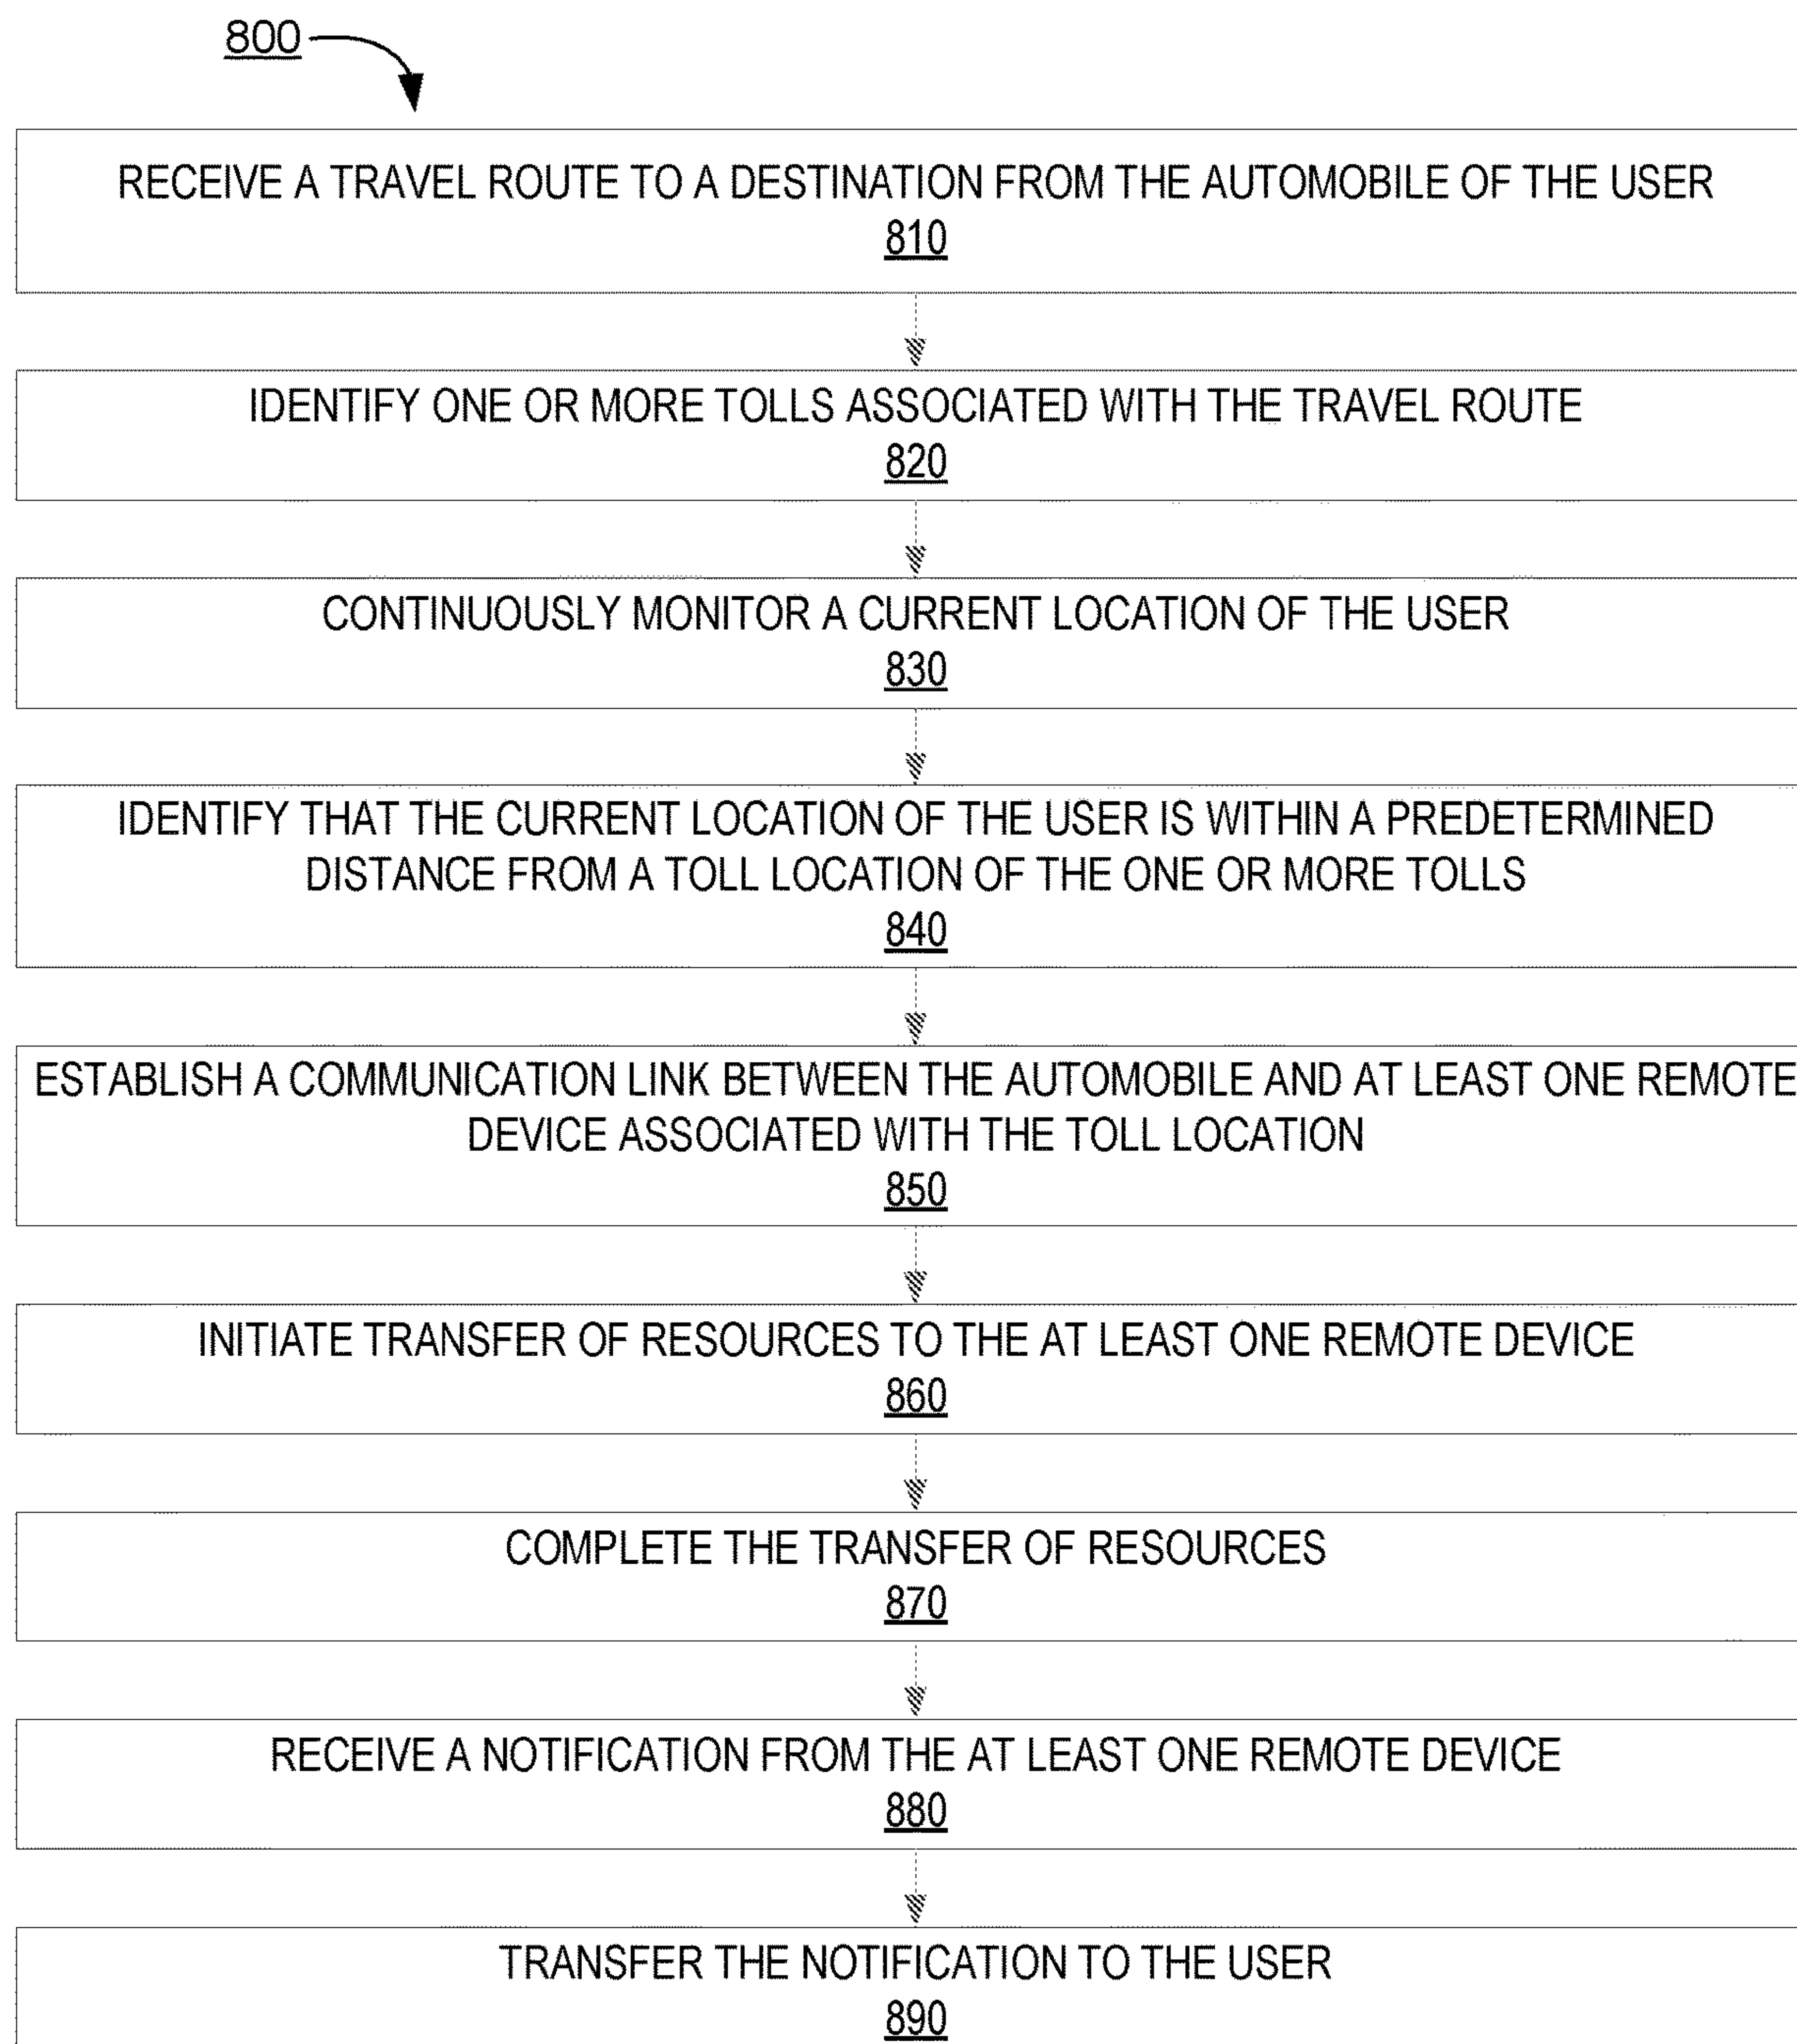 800
RECEIVE A TRAVEL ROUTE TO A DESTINATION FROM THE AUTOMOBILE OF THE USER
810
IDENTIFY ONE OR MORE TOLLS ASSOCIATED WITH THE TRAVEL ROUTE
820
CONTINUOUSLY MONITOR A CURRENT LOCATION OF THE USER
830
IDENTIFY THAT THE CURRENT LOCATION OF THE USER IS WITHIN A PREDETERMINED
DISTANCE FROM A TOLL LOCATION OF THE ONE OR MORE TOLLS
840
ESTABLISH A COMMUNICATION LINK BETWEEN THE AUTOMOBILE AND AT LEAST ONE REMOTE
DEVICE ASSOCIATED WITH THE TOLL LOCATION
850
INITIATE TRANSFER OF RESOURCES TO THE AT LEAST ONE REMOTE DEVICE
860
COMPLETE THE TRANSFER OF RESOURCES
870
RECEIVE A NOTIFICATION FROM THE AT LEAST ONE REMOTE DEVICE
880
TRANSFER THE NOTIFICATION TO THE USER
890